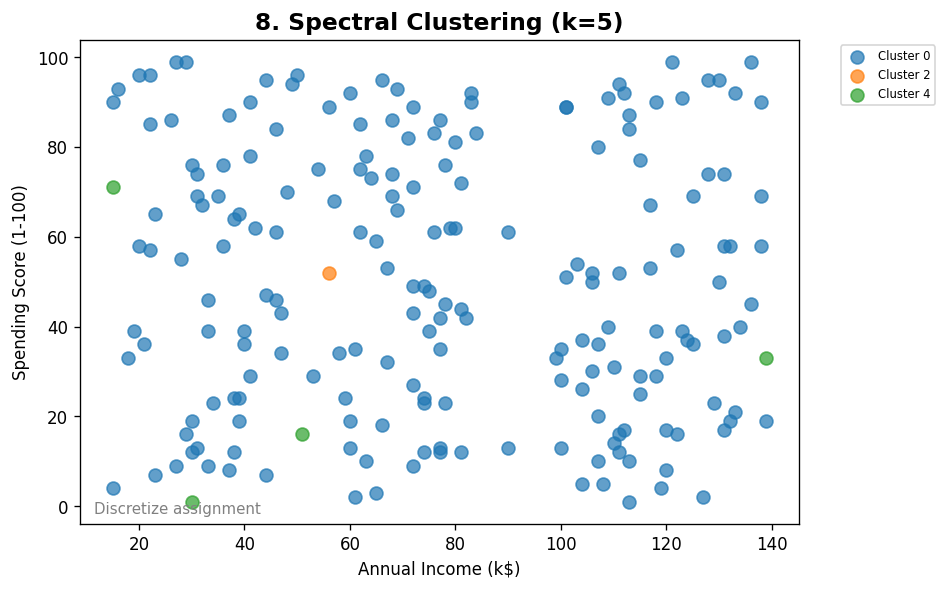 8. Spectral Clustering (k=5)
Cluster 0
Cluster 2
Cluster 4
100
80
60
40
20
0
Spending Score (1-100)
Discretize assignment
20 40 60 80 100 120 140
Annual Income (k$)